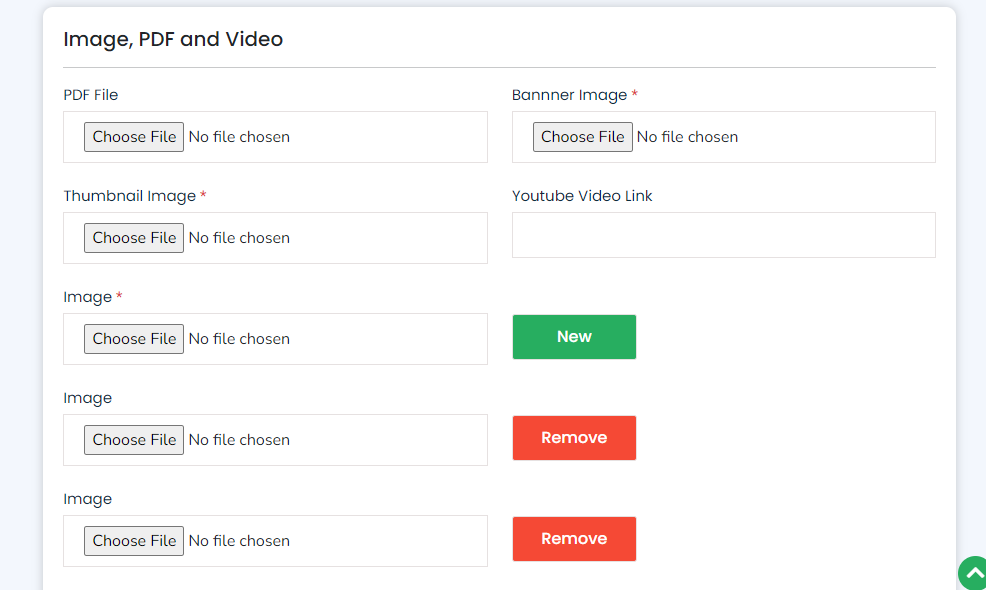 Image, PDF and Video
PDF File
Bannner Image *
Choose File No file chosen
Choose File No file chosen
Thumbnail Image *
Youtube Video Link
Choose File No file chosen
Image *
Choose File No file chosen
New
Image
Choose File No file chosen
Remove
Image
Choose File No file chosen
Remove